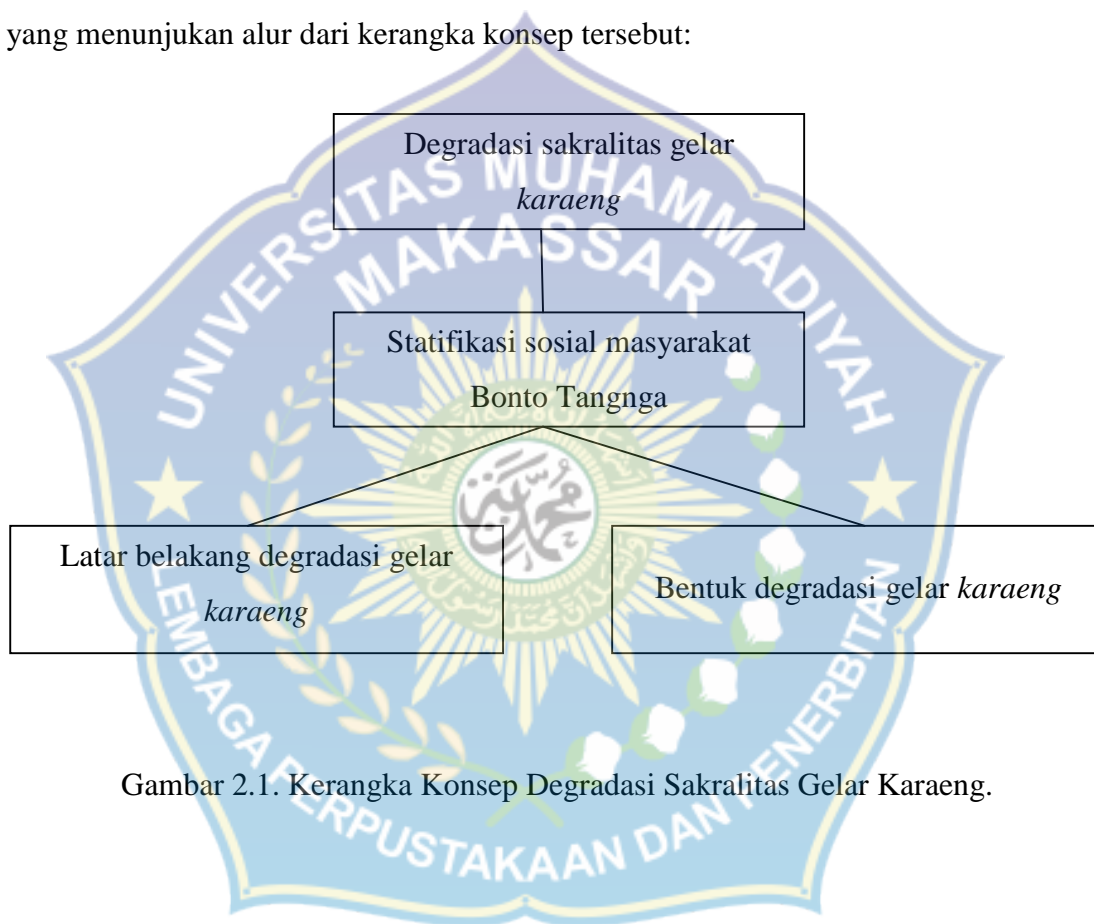 yang menunjukan alur dari kerangka konsep tersebut:
Degradasi sakralitas gelar
karaeng
Statifikasi sosial masyarakat
Bonto Tangnga
Latar belakang degradasi gelar
karaeng
Bentuk degradasi gelar karaeng
Gambar 2.1. Kerangka Konsep Degradasi Sakralitas Gelar Karaeng.
UNIVERSITAS MUHAMMADIYAH
MAKASSAR
LEMBAGA PERPUSTAKAAN DAN PENERBITAN